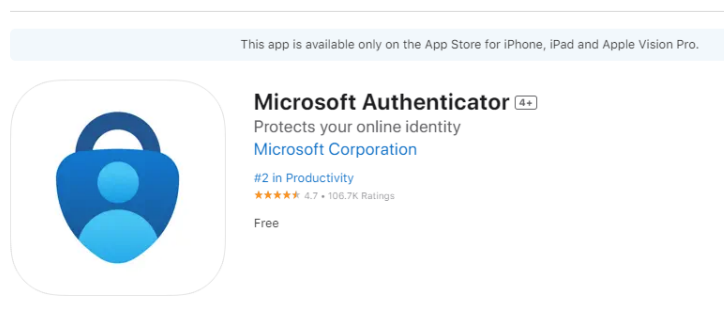 This app is available only on the App Store for iPhone, iPad and Apple Vision Pro.
Microsoft Authenticator 4+
Protects your online identity
Microsoft Corporation
#2 in Productivity
4.7 • 106.7K Ratings
Free